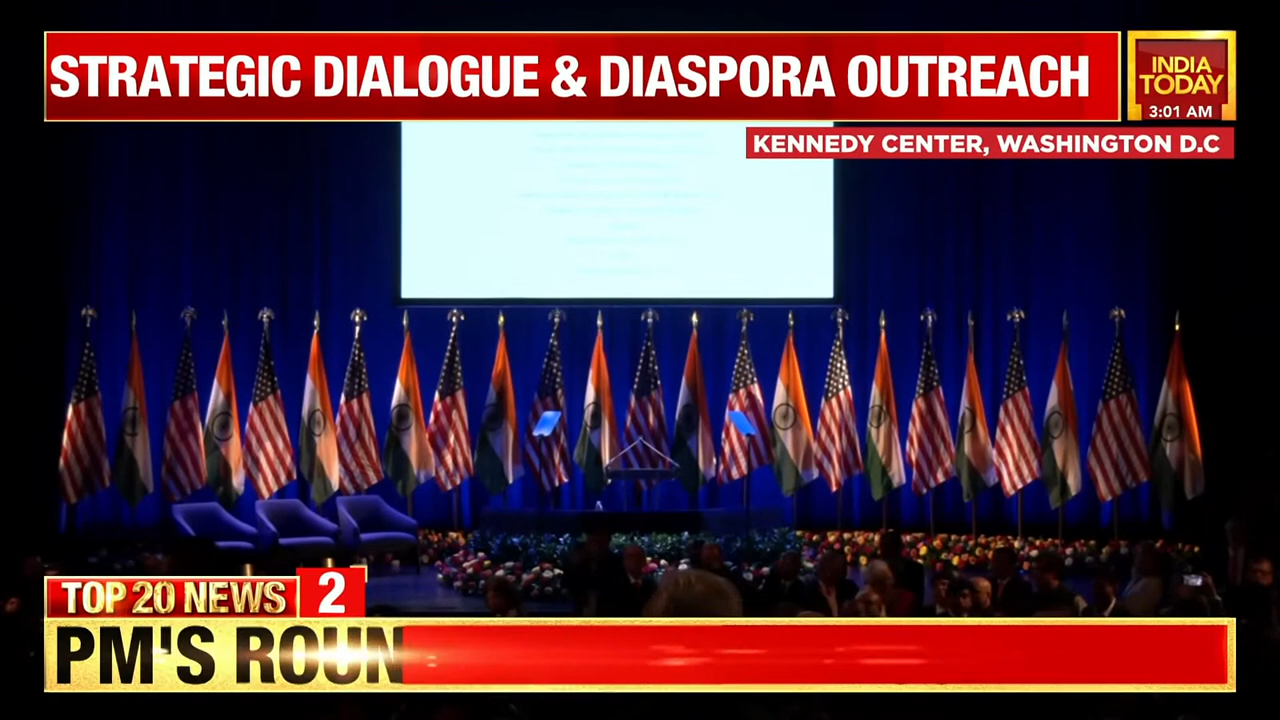 STRATEGIC DIALOGUE & DIASPORA OUTREACH
INDIA
TODAY
3:01 AM
KENNEDY CENTER, WASHINGTON D.C
TOP 20 NEWS
2
PM'S ROUN